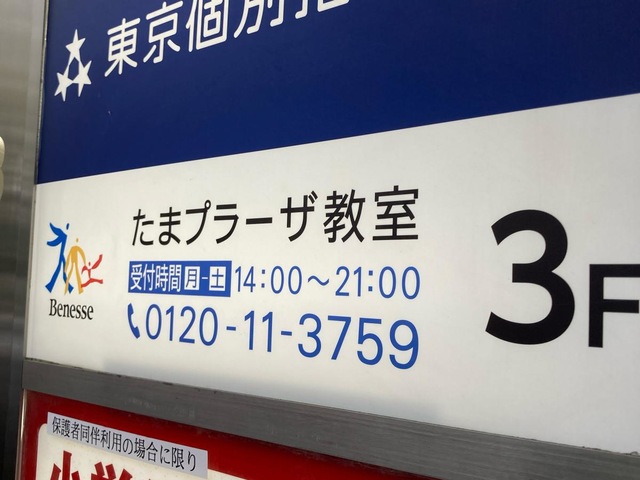 東京個別指
たまプラーザ教室
受付時間 月-土 14:00～21:00
0120-11-3759
3F
Benesse
保護者同伴利用の場合に限り